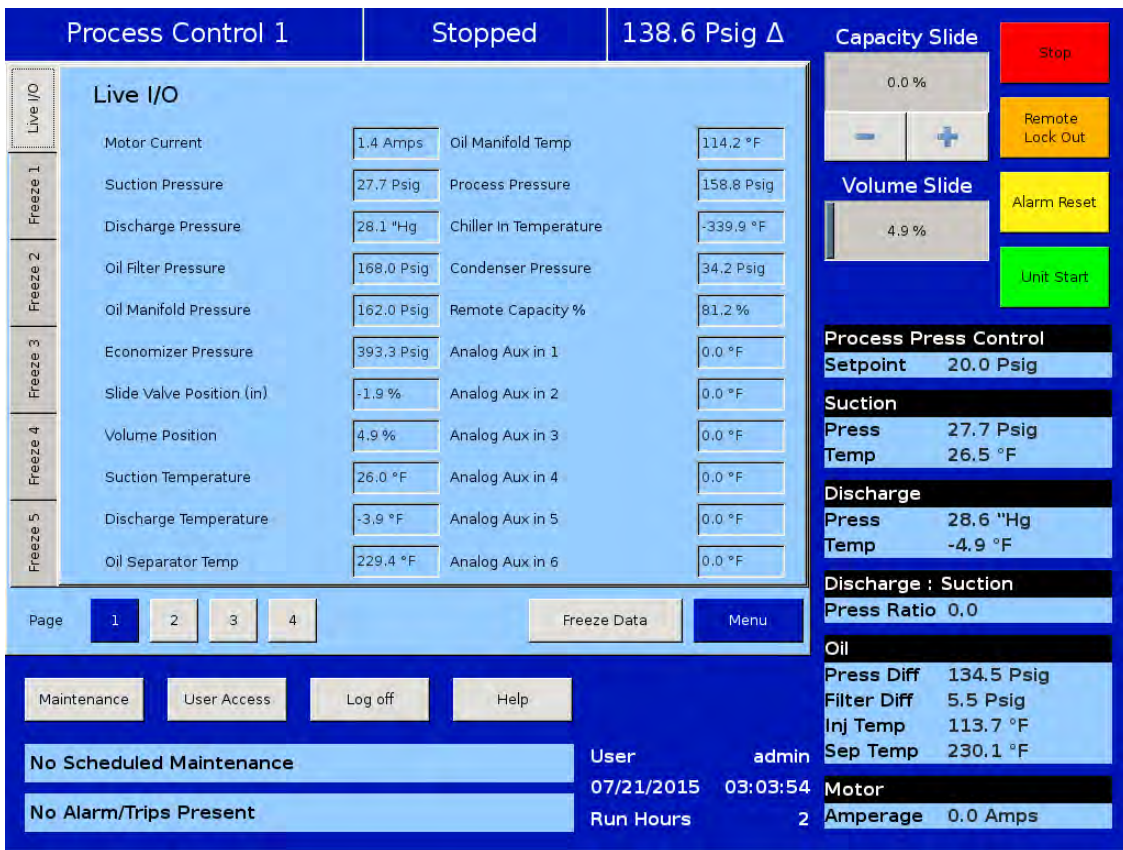 Process Control 1
Stopped
138.6 Psig Δ
Live I/O
Freeze 1
Freeze 2
Freeze 3
Freeze 4
Freeze 5
Live I/O
Motor Current 1.4 Amps Oil Manifold Temp 114.2 °F
Suction Pressure 27.7 Psig Process Pressure 158.8 Psig
Discharge Pressure 28.1 "Hg Chiller In Temperature -339.9 °F
Oil Filter Pressure 168.0 Psig Condenser Pressure 34.2 Psig
Oil Manifold Pressure 162.0 Psig Remote Capacity % 81.2 %
Economizer Pressure 393.3 Psig Analog Aux in 1 0.0 °F
Slide Valve Position (in) -1.9 % Analog Aux in 2 0.0 °F
Volume Position 4.9 % Analog Aux in 3 0.0 °F
Suction Temperature 26.0 °F Analog Aux in 4 0.0 °F
Discharge Temperature -3.9 °F Analog Aux in 5 0.0 °F
Oil Separator Temp 229.4 °F Analog Aux in 6 0.0 °F
Page 1 2 3 4 Freeze Data Menu
Maintenance User Access Log off Help
No Scheduled Maintenance
No Alarm/Trips Present
User admin
07/21/2015 03:03:54
Run Hours 2
Capacity Slide
0.0 %
- +
Volume Slide
4.9 %
Stop
Remote
Lock Out
Alarm Reset
Unit Start
Process Press Control
Setpoint 20.0 Psig
Suction
Press 27.7 Psig
Temp 26.5 °F
Discharge
Press 28.6 "Hg
Temp -4.9 °F
Discharge : Suction
Press Ratio 0.0
Oil
Press Diff 134.5 Psig
Filter Diff 5.5 Psig
Inj Temp 113.7 °F
Sep Temp 230.1 °F
Motor
Amperage 0.0 Amps